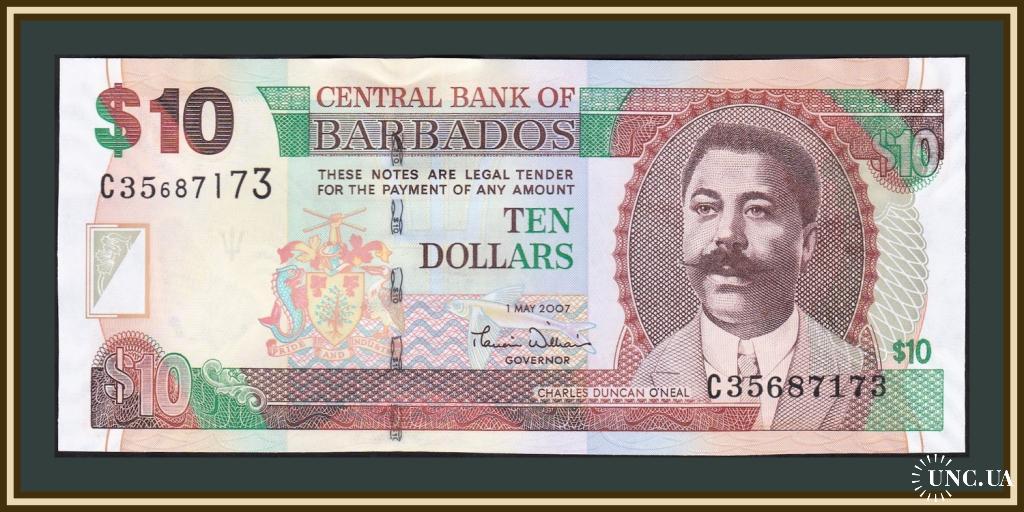 $10
CENTRAL BANK OF
BARBADOS
$10
C35687173
THESE NOTES ARE LEGAL TENDER
FOR THE PAYMENT OF ANY AMOUNT
TEN
DOLLARS
1 MAY 2007
GOVERNOR
PRIDE AND INDUSTRY
$10
$10
CHARLES DUNCAN O'NEAL
C35687173
UNC.UA